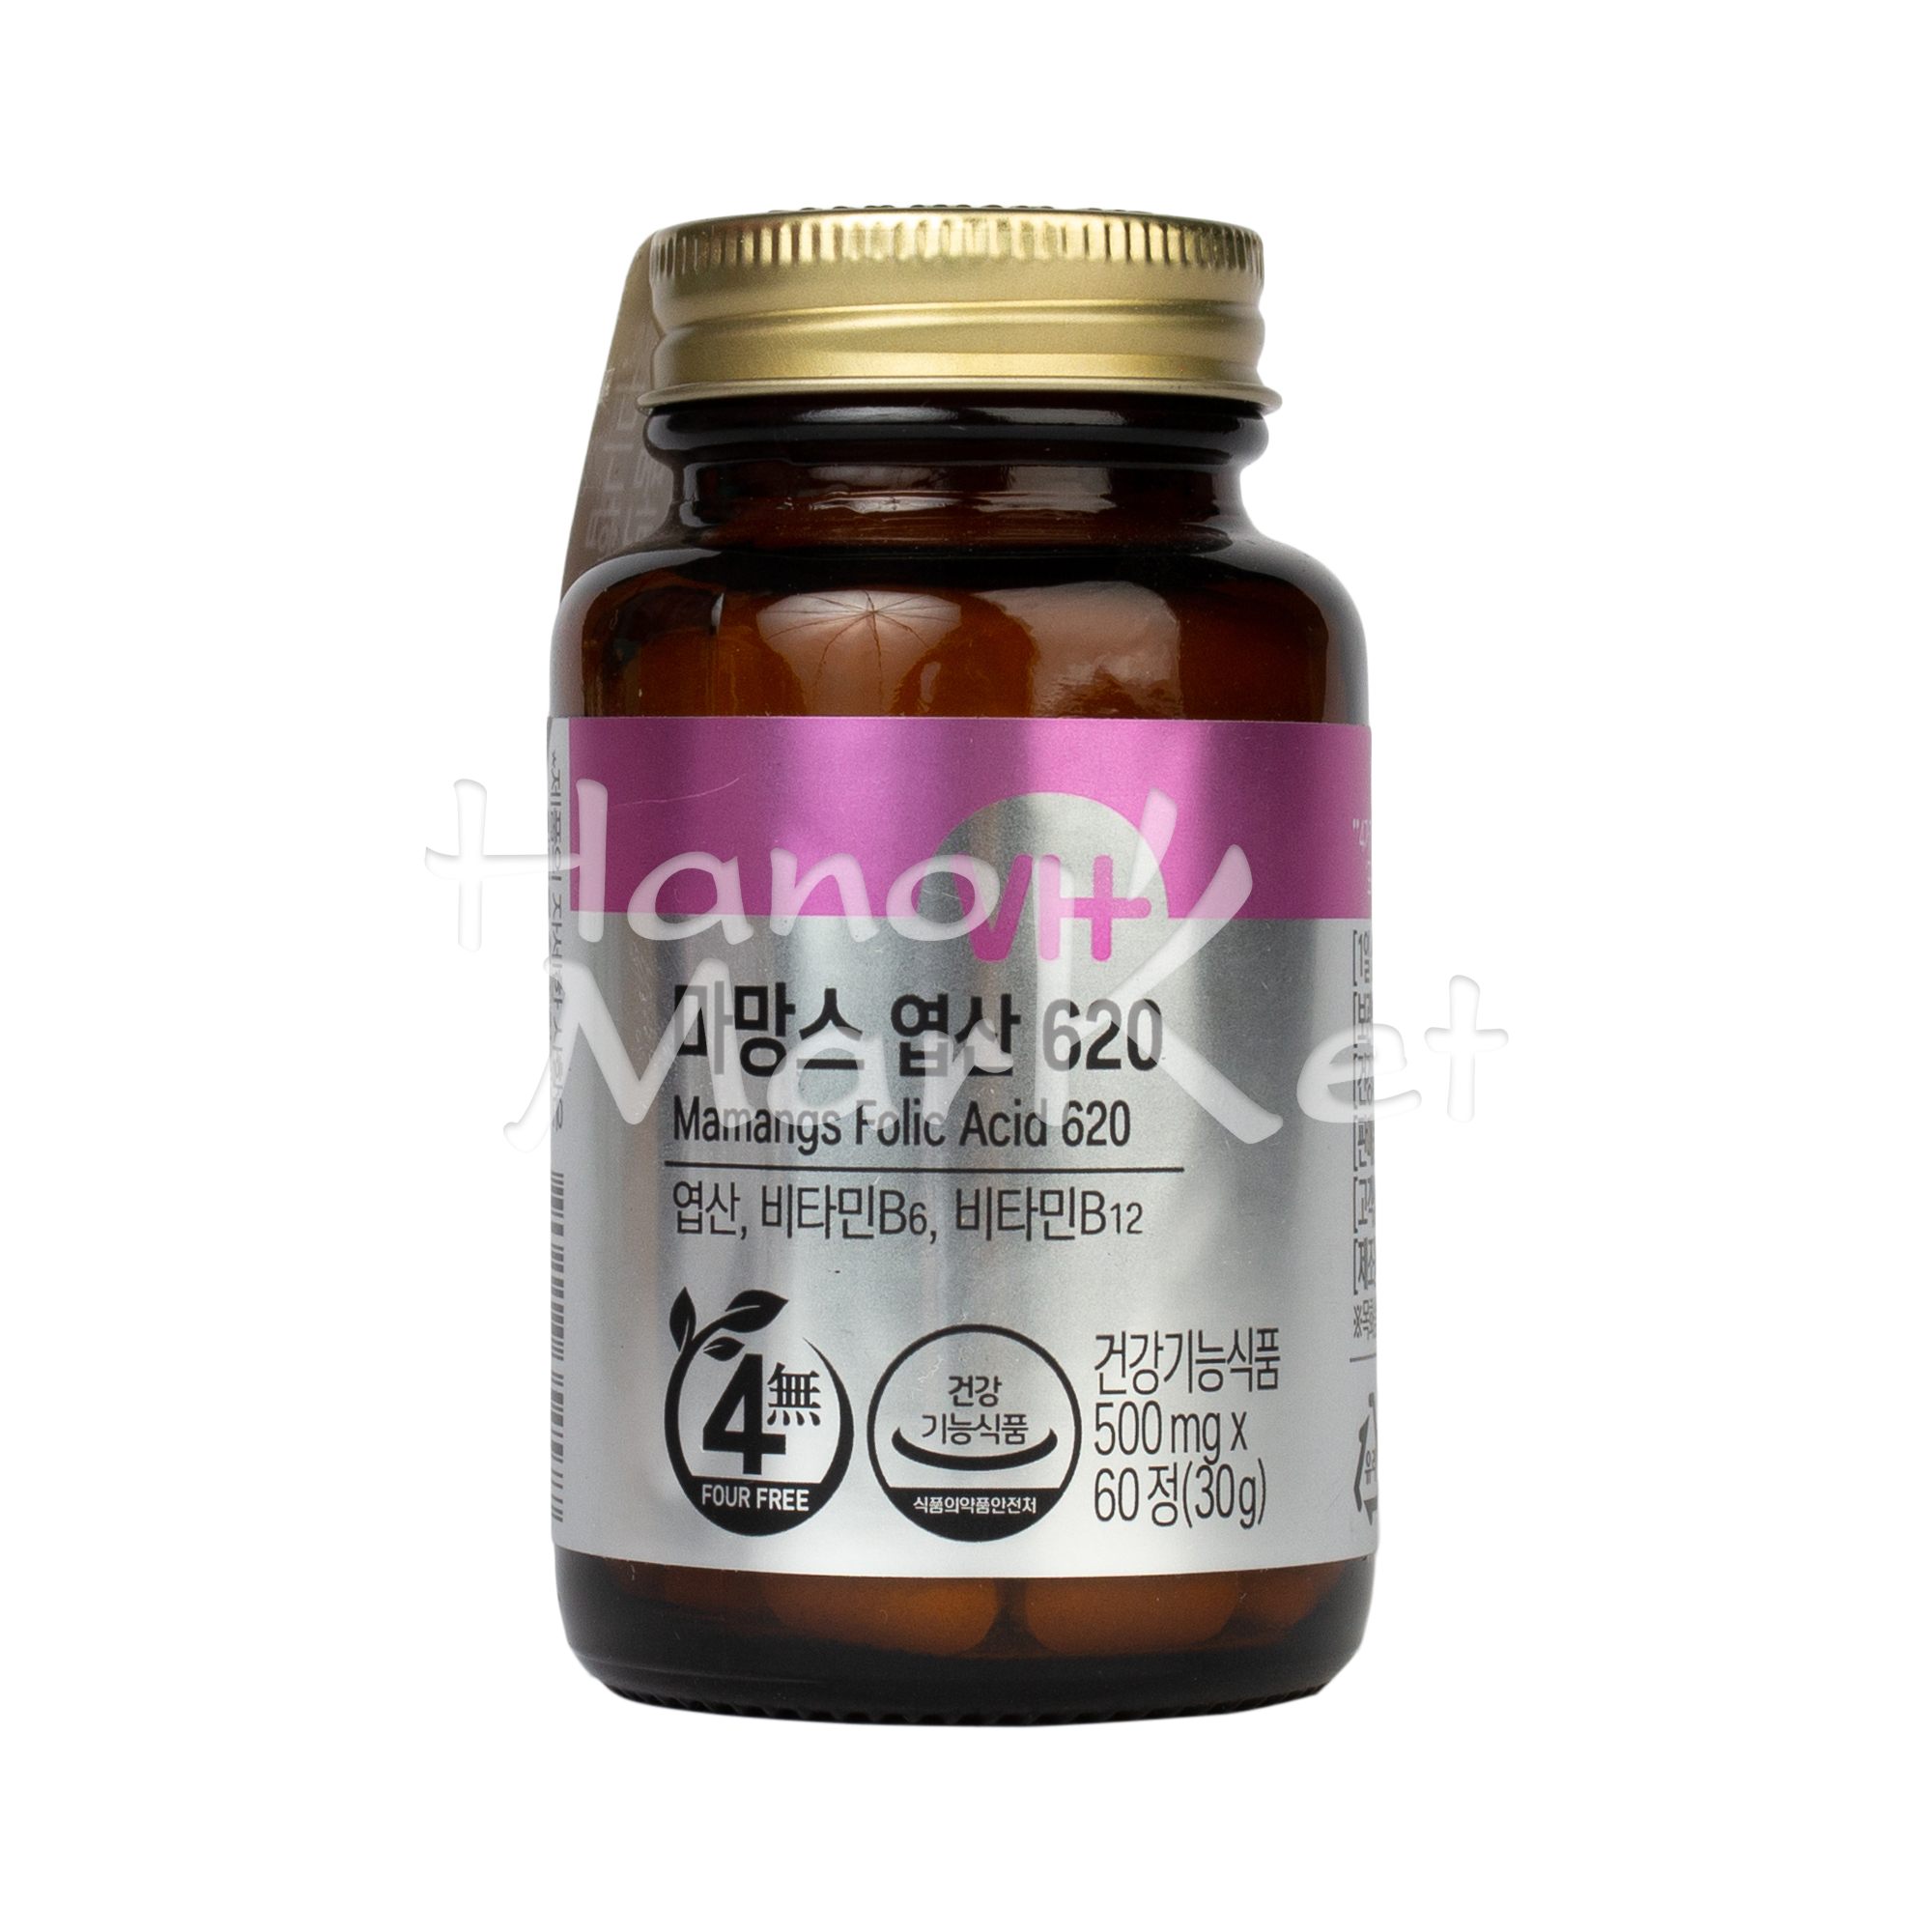 VH+
Hanok
Market
마망스 엽산 620
Mamangs Folic Acid 620
엽산, 비타민B6, 비타민B12
4無
FOUR FREE
건강
기능식품
식품의약품안전처
건강기능식품
500 mg x
60 정(30g)